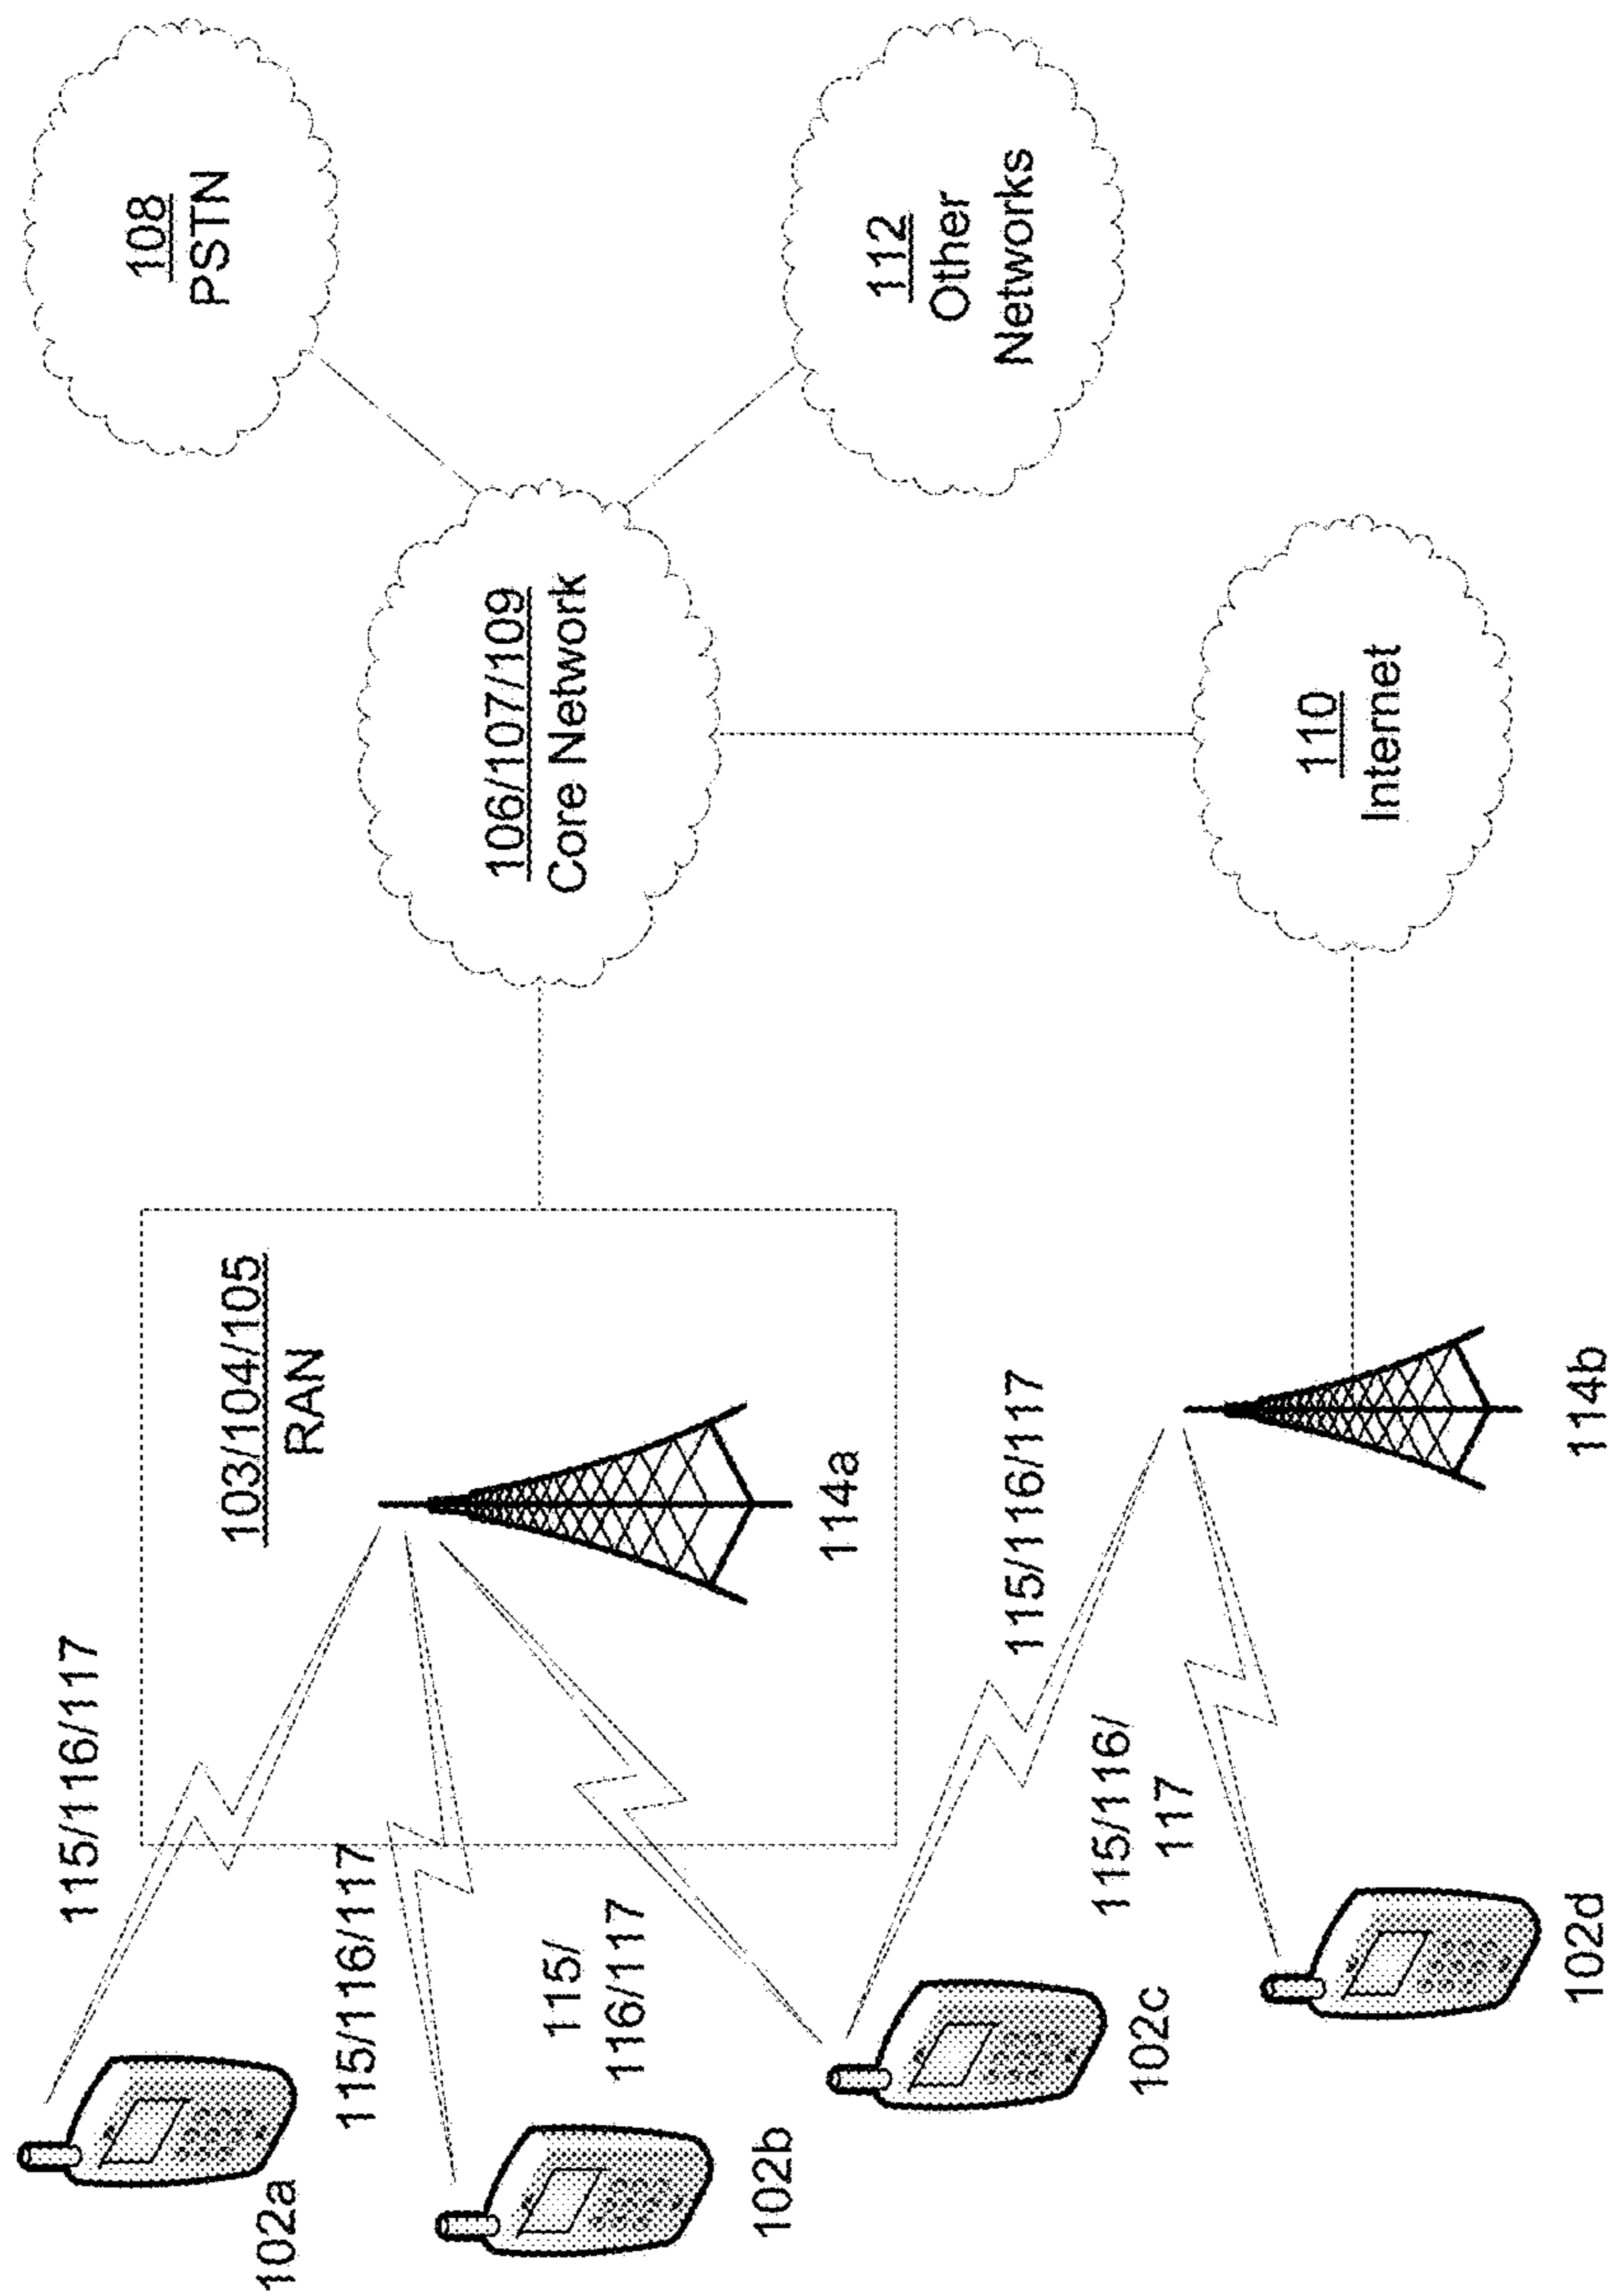 115/116/117
102a
103/104/105
RAN
114a
115/116/117
102b
115/
116/117
102c
106/107/109
Core Network
108
PSTN
112
Other
Networks
115/116/117
115/116/
117
102d
114b
110
Internet